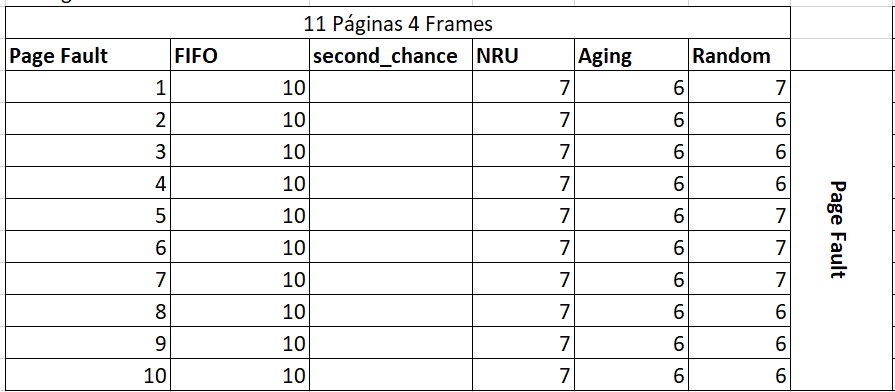 11 Páginas 4 Frames
Page Fault FIFO second_chance NRU Aging Random
1 10 7 6 7
2 10 7 6 6
3 10 7 6 6
4 10 7 6 6
5 10 7 6 7
6 10 7 6 7
7 10 7 6 7
8 10 7 6 6
9 10 7 6 6
10 10 7 6 6
Page Fault